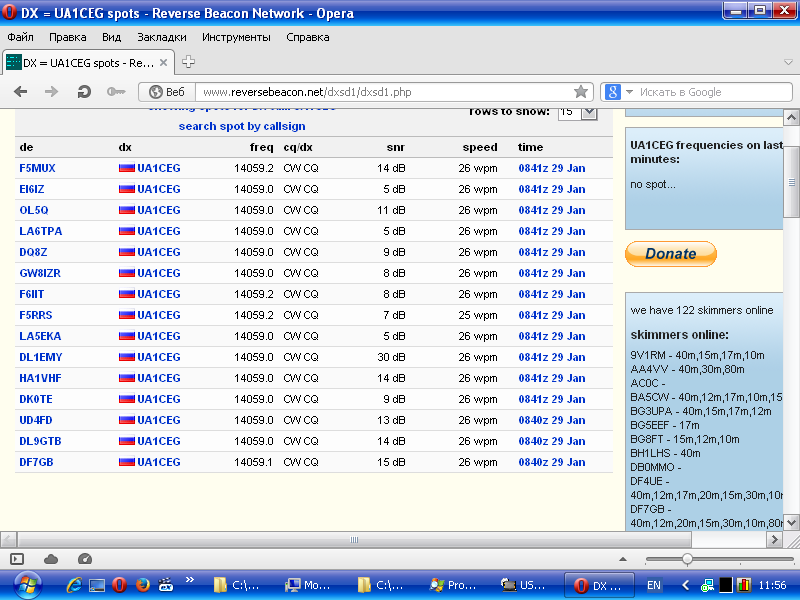 DX = UA1CEG spots - Reverse Beacon Network - Opera
Файл Правка Вид Закладки Инструменты Справка
DX = UA1CEG spots - Re...
Веб www.reversebeacon.net/dxsd1/dxsd1.php Искать в Google
rows to show: 15
search spot by callsign
de dx freq cq/dx snr speed time
F5MUX UA1CEG 14059.2 CW CQ 14 dB 26 wpm 0841z 29 Jan
EI6IZ UA1CEG 14059.0 CW CQ 5 dB 26 wpm 0841z 29 Jan
OL5Q UA1CEG 14059.0 CW CQ 11 dB 26 wpm 0841z 29 Jan
LA6TPA UA1CEG 14059.0 CW CQ 5 dB 26 wpm 0841z 29 Jan
DQ8Z UA1CEG 14059.0 CW CQ 9 dB 26 wpm 0841z 29 Jan
GW8IZR UA1CEG 14059.0 CW CQ 8 dB 26 wpm 0841z 29 Jan
F6IIT UA1CEG 14059.2 CW CQ 8 dB 26 wpm 0841z 29 Jan
F5RRS UA1CEG 14059.2 CW CQ 7 dB 25 wpm 0841z 29 Jan
LA5EKA UA1CEG 14059.0 CW CQ 5 dB 26 wpm 0841z 29 Jan
DL1EMY UA1CEG 14059.0 CW CQ 30 dB 26 wpm 0841z 29 Jan
HA1VHF UA1CEG 14059.0 CW CQ 14 dB 26 wpm 0841z 29 Jan
DK0TE UA1CEG 14059.0 CW CQ 9 dB 26 wpm 0841z 29 Jan
UD4FD UA1CEG 14059.0 CW CQ 13 dB 26 wpm 0840z 29 Jan
DL9GTB UA1CEG 14059.0 CW CQ 14 dB 26 wpm 0840z 29 Jan
DF7GB UA1CEG 14059.1 CW CQ 15 dB 26 wpm 0840z 29 Jan
UA1CEG frequencies on last
minutes:
no spot...
Donate
we have 122 skimmers online
skimmers online:
9V1RM - 40m,15m,17m,10m
AA4VV - 40m,30m,80m
AC0C -
BA5CW - 40m,12m,17m,10m,15
BG3UPA - 40m,15m,17m,12m
BG5EEF - 17m
BG8FT - 15m,12m,10m
BH1LHS - 40m
DB0MMO -
DF4UE -
40m,12m,17m,20m,15m,30m,10m
DF7GB -
40m,12m,20m,15m,30m,10m,80m
C:\... Mo... C:\... Pro... US... DX ... EN 11:56